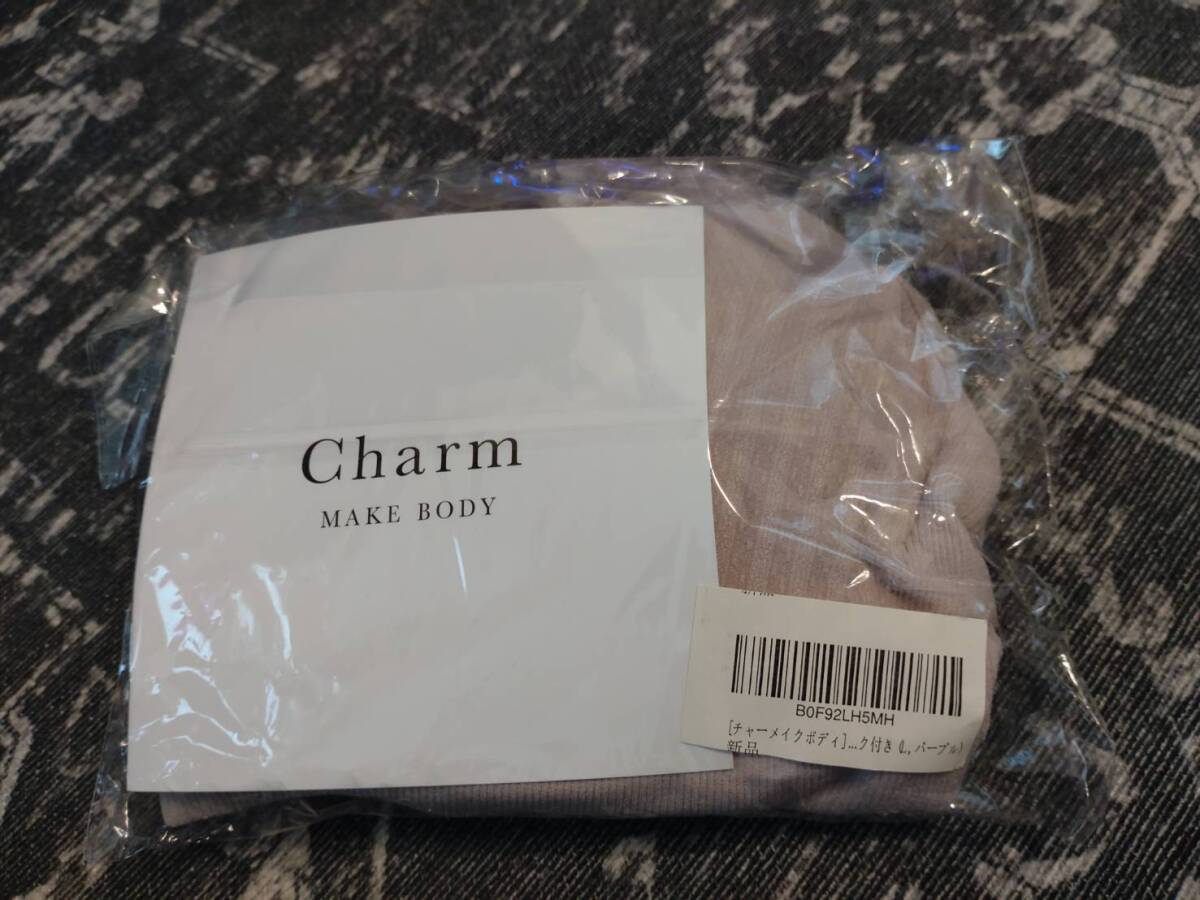 Charm
MAKE BODY
B0F92LH5MH
[チャーメイクボディ]...ク付き (L, パープル)
新品